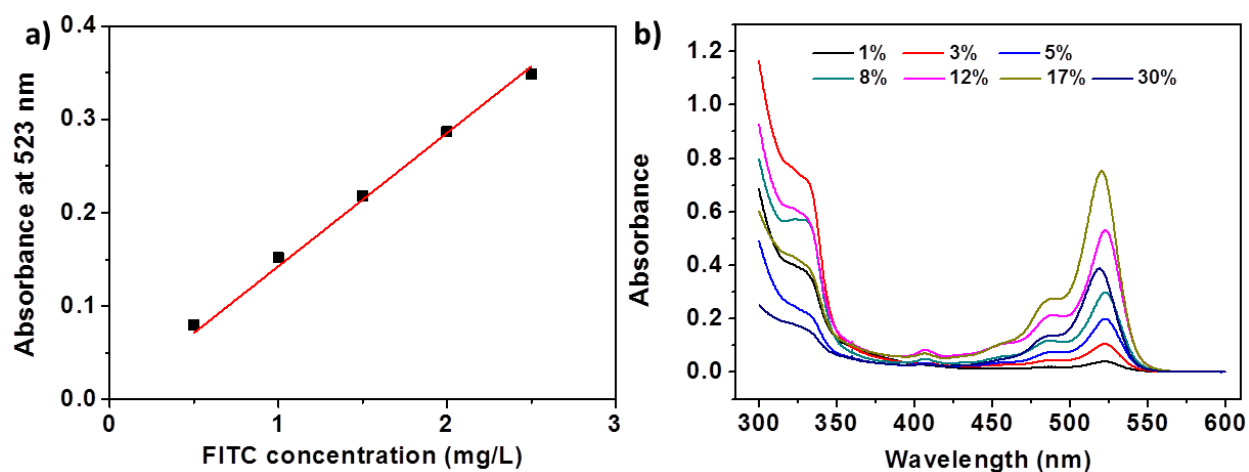 a)
Absorbance at 523 nm
0.4
0.3
0.2
0.1
0.0
0 1 2 3
FITC concentration (mg/L)
b)
Absorbance
1.2
1.0
0.8
0.6
0.4
0.2
0.0
1% 3% 5%
8% 12% 17% 30%
300 350 400 450 500 550 600
Wavelength (nm)